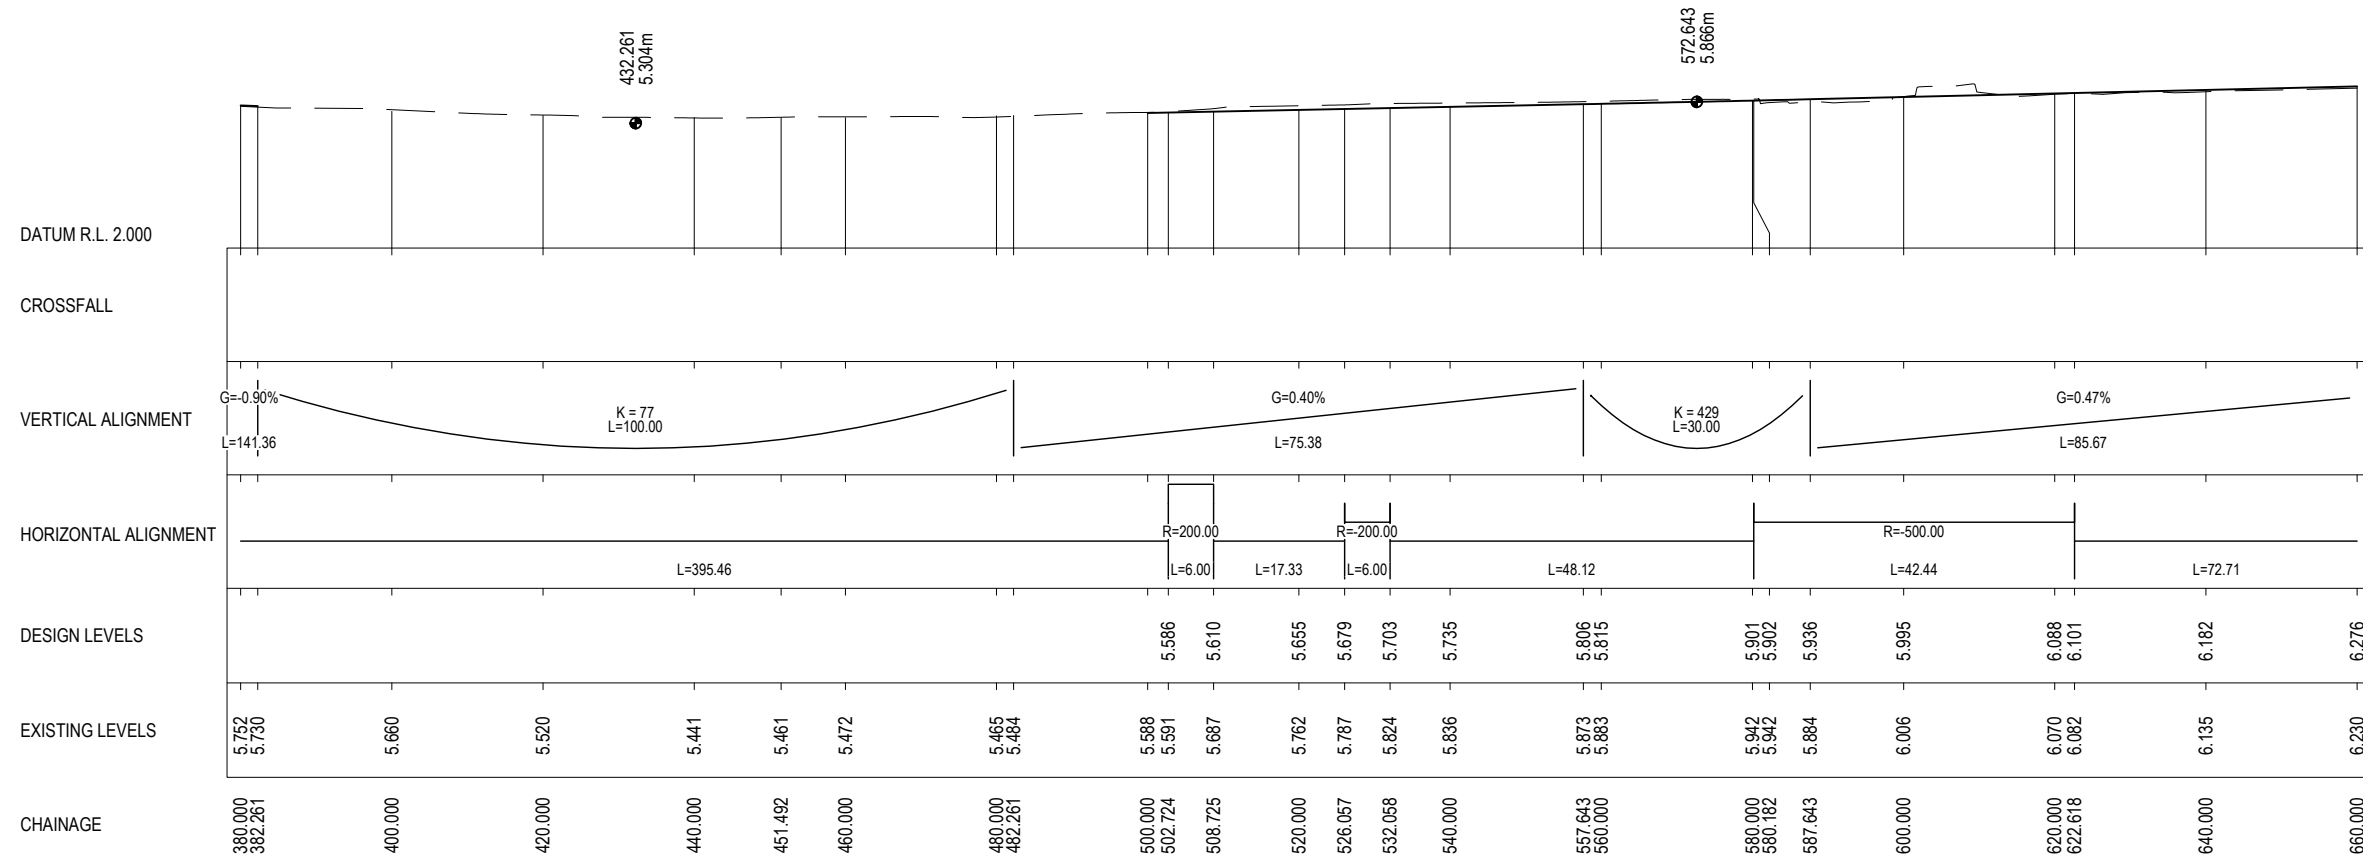 432.261
5.304m
572.643
5.866m
DATUM R.L. 2.000
CROSSFALL
VERTICAL ALIGNMENT
G=-0.90%
L=141.36
K = 77
L=100.00
G=0.40%
L=75.38
K = 429
L=30.00
G=0.47%
L=85.67
HORIZONTAL ALIGNMENT
L=395.46
R=200.00
L=6.00
L=17.33
R=-200.00
L=6.00
L=48.12
R=-500.00
L=42.44
L=72.71
DESIGN LEVELS
5.586
5.610
5.655
5.679
5.703
5.735
5.806
5.815
5.901
5.902
5.936
5.995
6.088
6.101
6.182
6.276
EXISTING LEVELS
5.752
5.730
5.660
5.520
5.441
5.461
5.472
5.465
5.484
5.588
5.591
5.687
5.762
5.787
5.824
5.836
5.873
5.883
5.942
5.942
5.884
6.006
6.070
6.082
6.135
6.230
CHAINAGE
380.000
382.261
400.000
420.000
440.000
451.492
460.000
480.000
482.261
500.000
502.724
508.725
520.000
526.057
532.058
540.000
557.643
560.000
580.000
580.182
587.643
600.000
620.000
622.618
640.000
660.000